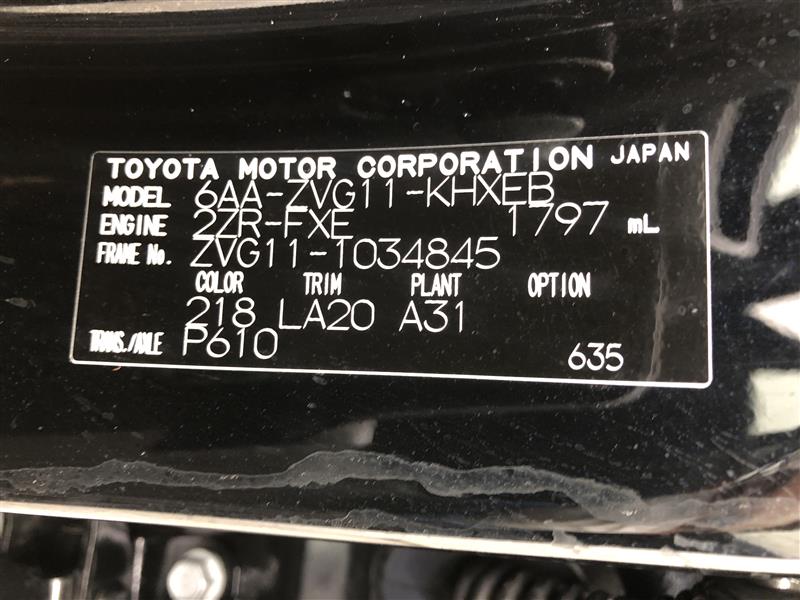 TOYOTA MOTOR CORPORATION JAPAN
MODEL 6AA-ZVG11-KHXEB
ENGINE 2ZR-FXE 1797 mL
FRAME No. ZVG11-1034845
COLOR TRIM PLANT OPTION
218 LA20 A31
TRANS./AXLE P610 635